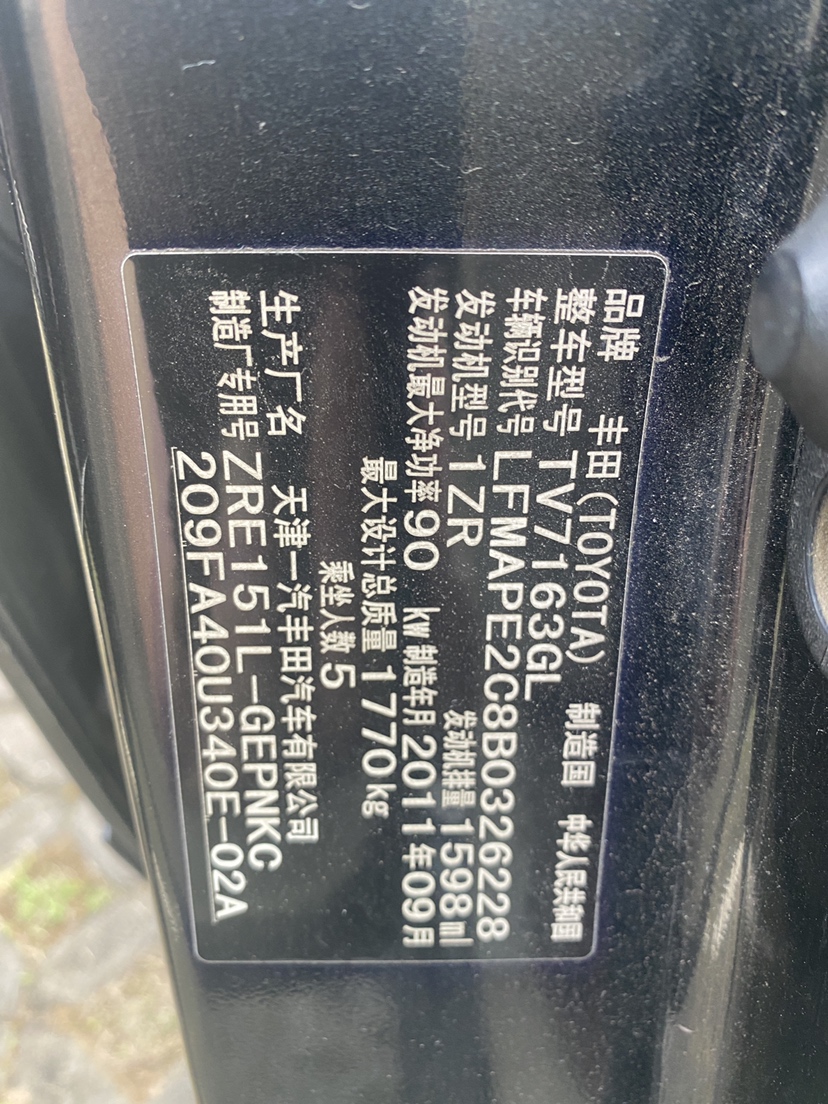 品牌 丰田(TOYOTA) 制造国 中华人民共和国
整车型号 TV7163GL
车辆识别代号 LFMAPE2C8B0326228
发动机型号 1ZR 发动机排量 1598ml
发动机最大净功率 90 kw 制造年月 2011年09月
最大设计总质量 1770kg
乘坐人数 5
生产厂名 天津一汽丰田汽车有限公司
制造厂专用号 ZRE151L-GEPNKC
209FA40U340E-02A